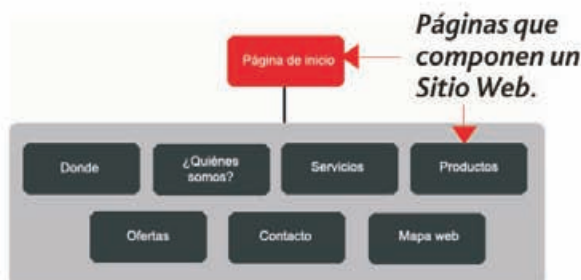 Páginas que
componen un
Sitio Web.
Página de inicio
Donde
¿Quiénes
somos?
Servicios
Productos
Ofertas
Contacto
Mapa web